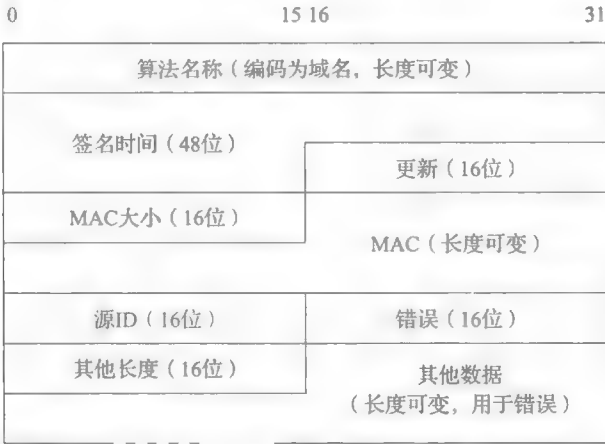 0 15 16 31
算法名称（编码为域名，长度可变）
签名时间（48位）
更新（16位）
MAC大小（16位）
MAC（长度可变）
源ID（16位） 错误（16位）
其他长度（16位）
其他数据
（长度可变，用于错误）